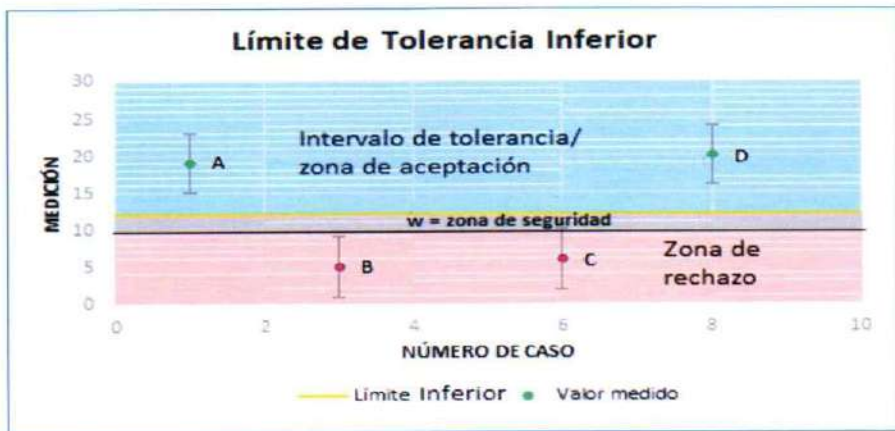 Límite de Tolerancia Inferior
30
25
20
15
10
5
0
MEDICIÓN
Intervalo de tolerancia/
zona de aceptación
A
D
w = zona de seguridad
B
C
Zona de
rechazo
0 2 4 6 8 10
NÚMERO DE CASO
Límite Inferior Valor medido